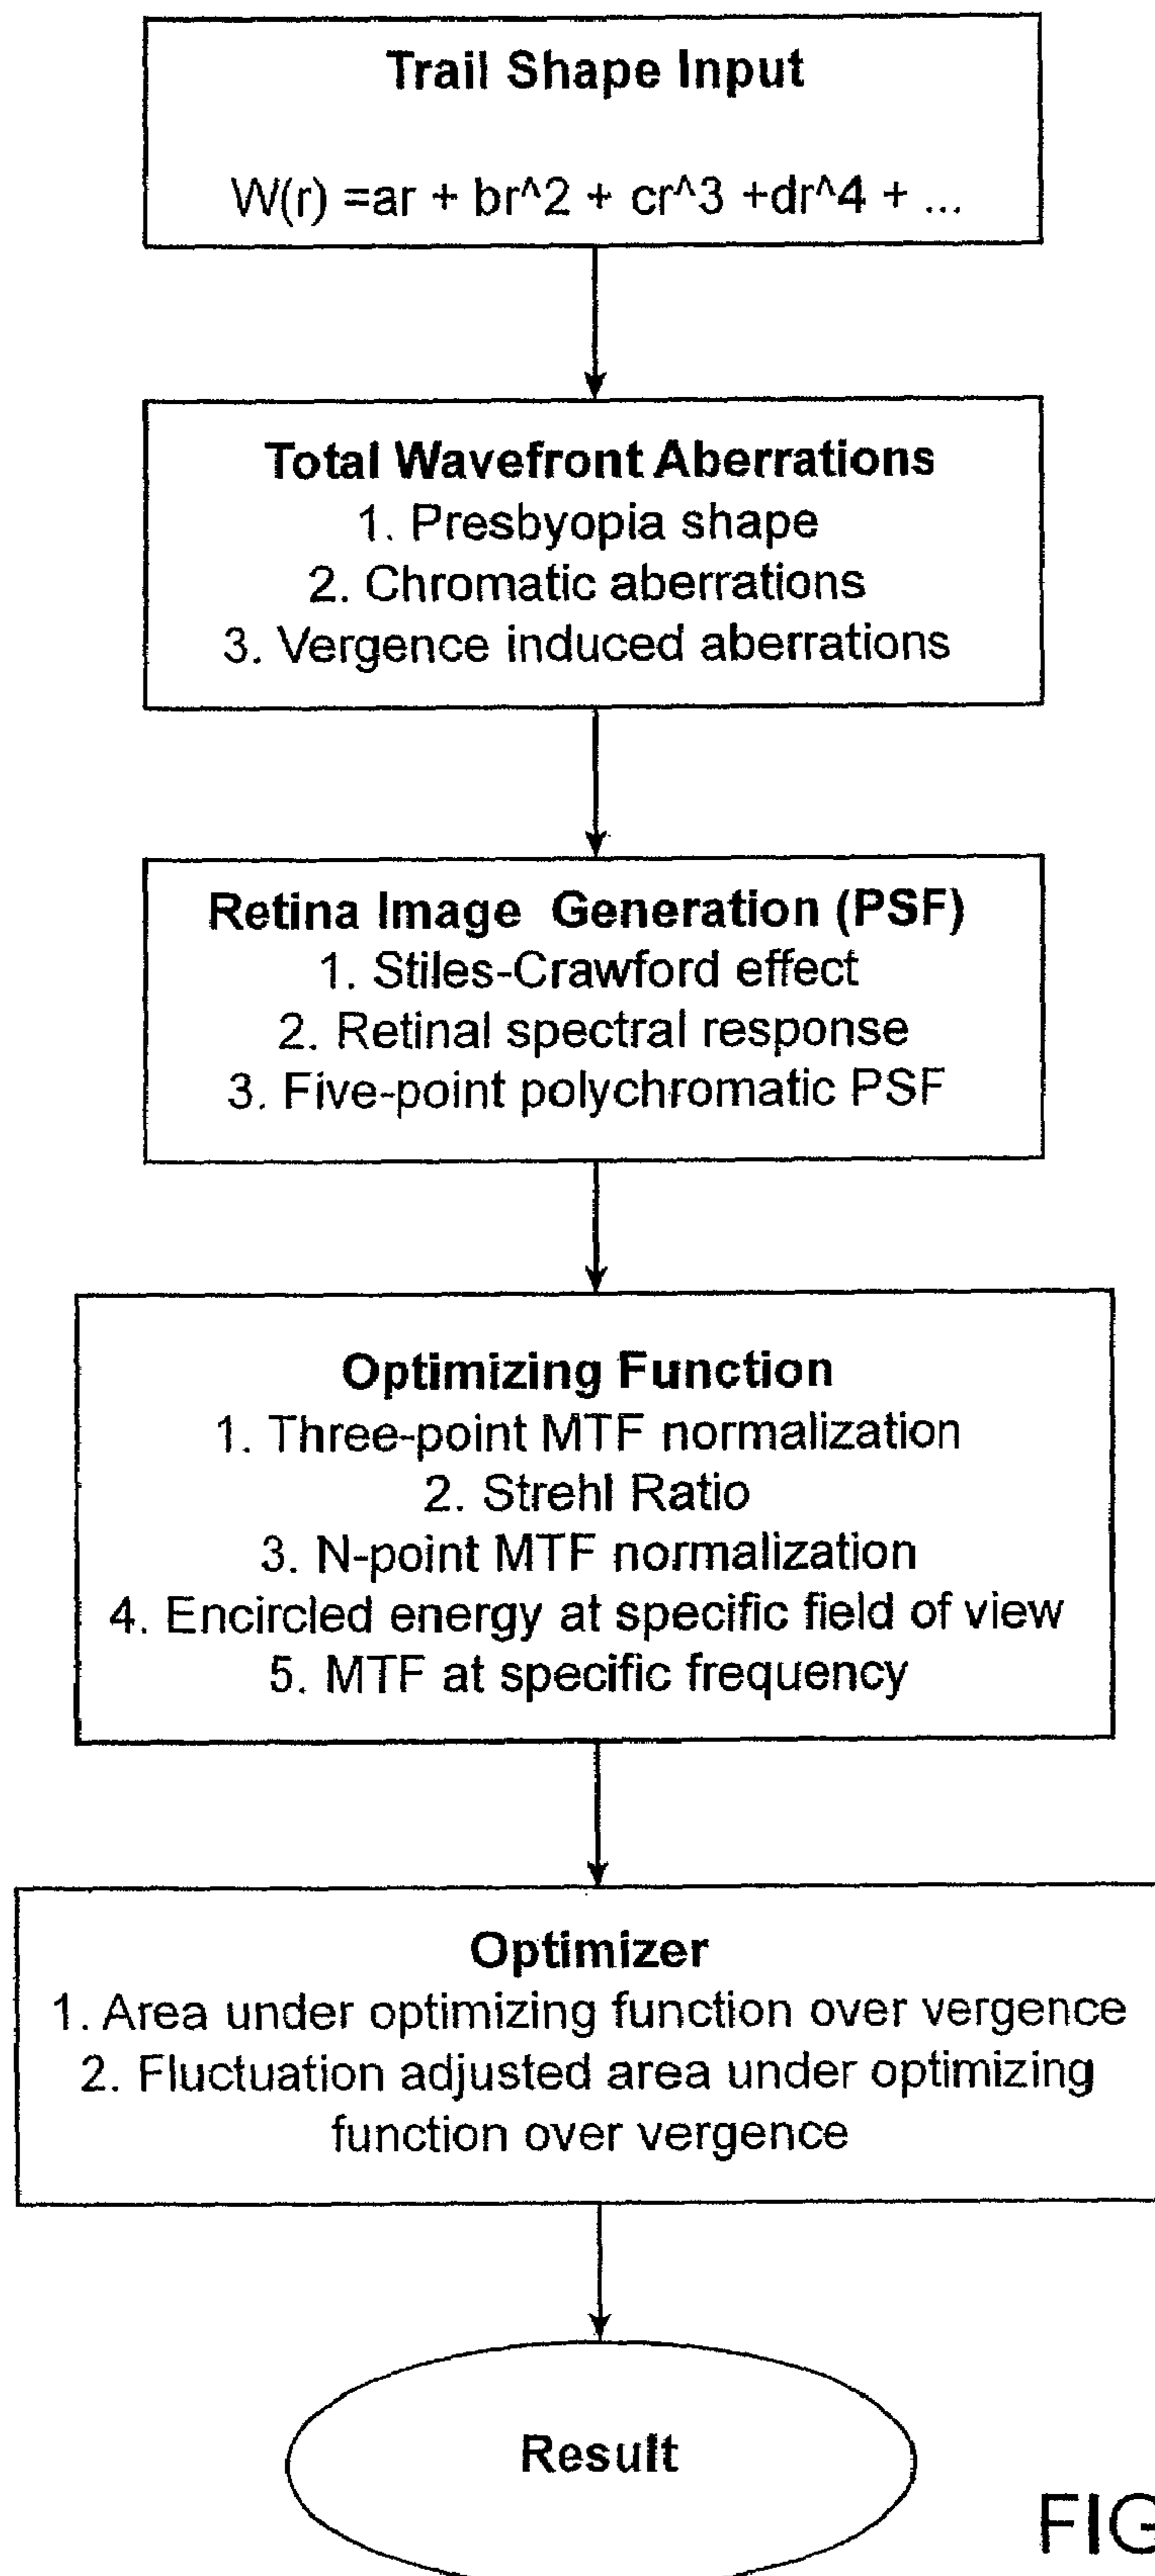 Trail Shape Input
W(r) =ar + br^2 + cr^3 +dr^4 + ...
Total Wavefront Aberrations
1. Presbyopia shape
2. Chromatic aberrations
3. Vergence induced aberrations
Retina Image Generation (PSF)
1. Stiles-Crawford effect
2. Retinal spectral response
3. Five-point polychromatic PSF
Optimizing Function
1. Three-point MTF normalization
2. Strehl Ratio
3. N-point MTF normalization
4. Encircled energy at specific field of view
5. MTF at specific frequency
Optimizer
1. Area under optimizing function over vergence
2. Fluctuation adjusted area under optimizing
function over vergence
Result
FIG